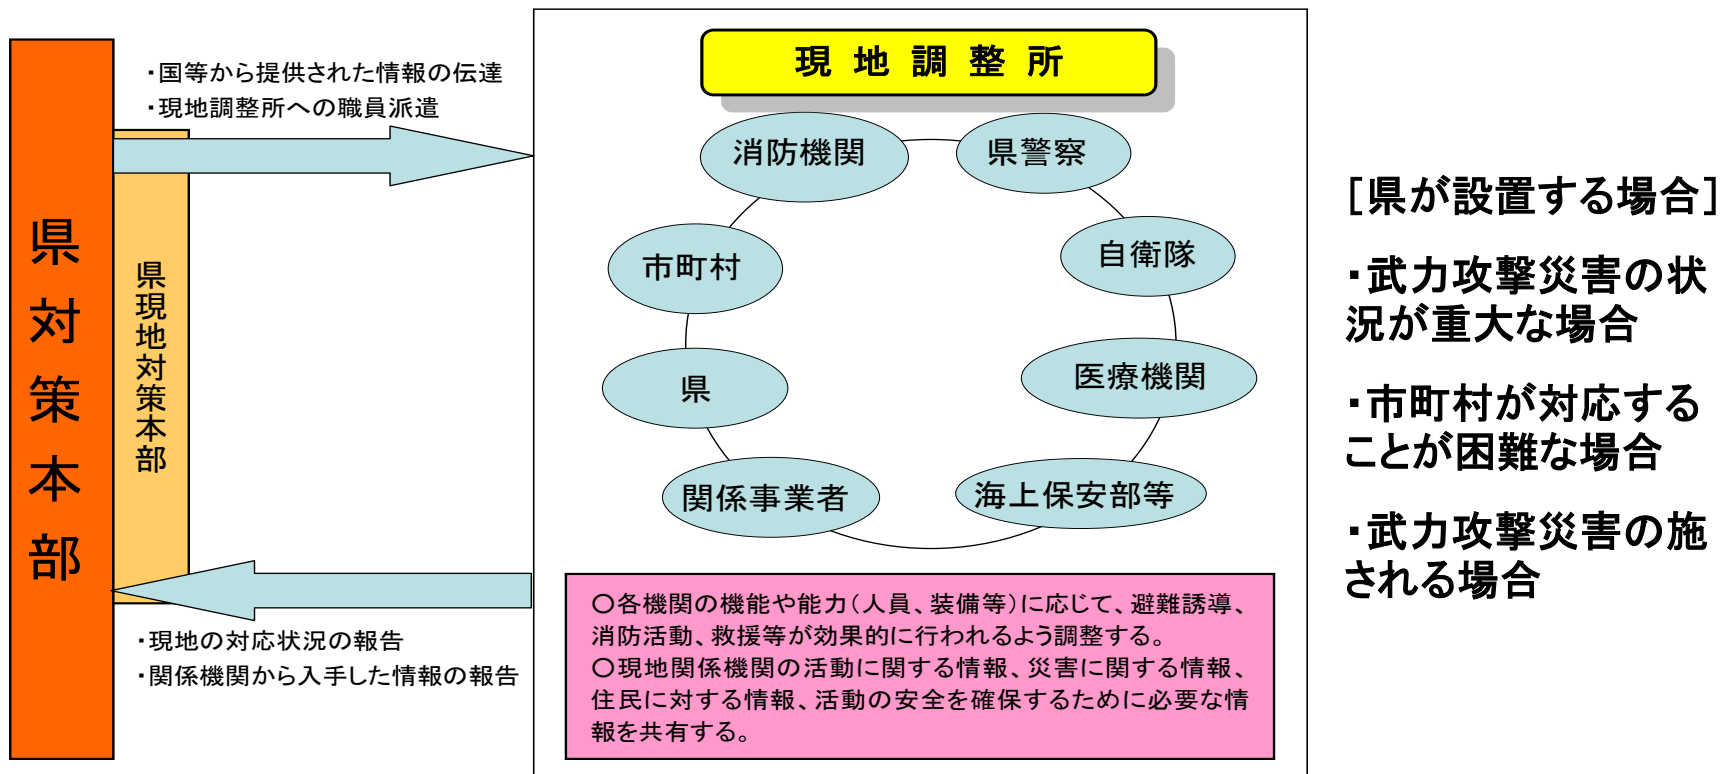 県対策本部
県現地対策本部
・国等から提供された情報の伝達
・現地調整所への職員派遣
・現地の対応状況の報告
・関係機関から入手した情報の報告
現地調整所
消防機関
県警察
市町村
自衛隊
県
医療機関
関係事業者
海上保安部等
○各機関の機能や能力(人員、装備等)に応じて、避難誘導、
消防活動、救援等が効果的に行われるよう調整する。
○現地関係機関の活動に関する情報、災害に関する情報、
住民に対する情報、活動の安全を確保するために必要な情
報を共有する。
[県が設置する場合]
・武力攻撃災害の状
況が重大な場合
・市町村が対応する
ことが困難な場合
・武力攻撃災害の施
される場合